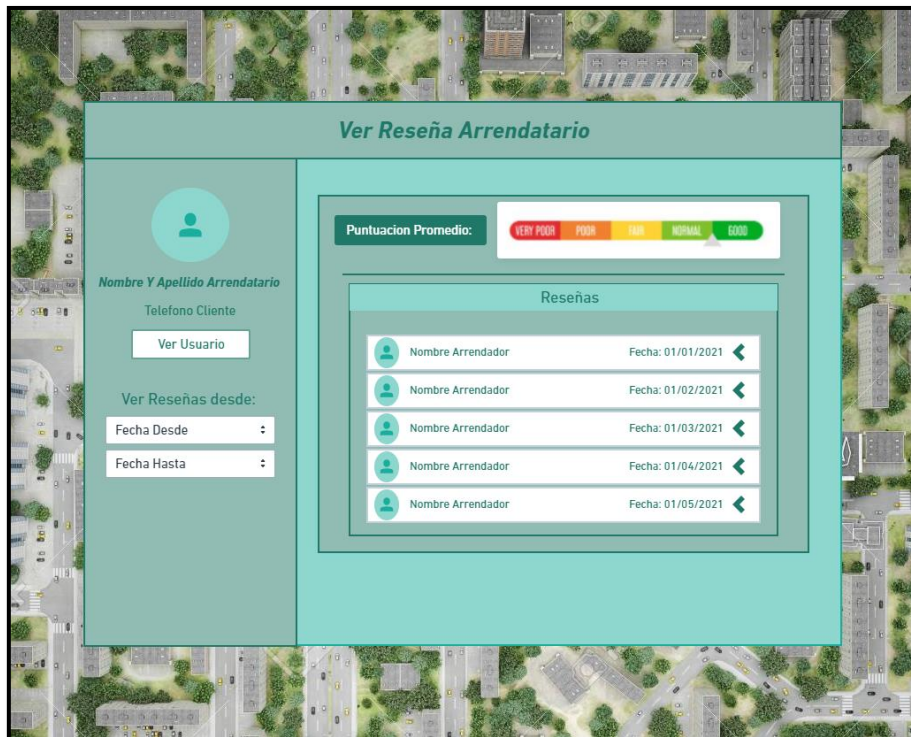 Ver Reseña Arrendatario
Nombre Y Apellido Arrendatario
Telefono Cliente
Ver Usuario
Ver Reseñas desde:
Fecha Desde
Fecha Hasta
Puntuacion Promedio:
VERY POOR POOR FAIR NORMAL GOOD
Reseñas
Nombre Arrendador Fecha: 01/01/2021
Nombre Arrendador Fecha: 01/02/2021
Nombre Arrendador Fecha: 01/03/2021
Nombre Arrendador Fecha: 01/04/2021
Nombre Arrendador Fecha: 01/05/2021